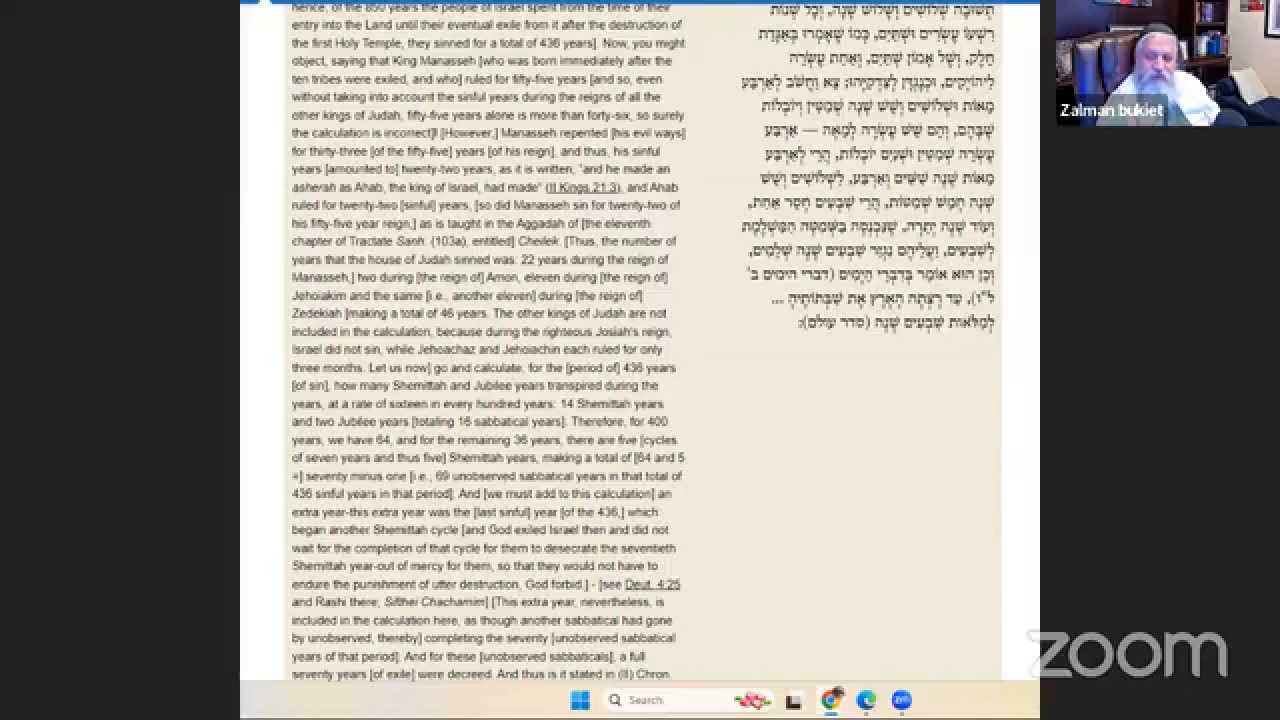 hence, of the 850 years the people of Israel spent from the time of their
entry into the Land until their eventual exile from it after the destruction of
the first Holy Temple, they sinned for a total of 436 years]. Now, you might
object, saying that King Manasseh [who was born immediately after the
ten tribes were exiled, and who] ruled for fifty-five years [and so, even
without taking into account the sinful years during the reigns of all the
other kings of Judah, fifty-five years alone is more than forty-six, so surely
the calculation is incorrect]! [However,] Manasseh repented [his evil ways]
for thirty-three [of the fifty-five] years [of his reign], and thus, his sinful
years [amounted to] twenty-two years, as it is written, "and he made an
asherah as Ahab, the king of Israel, had made" (II Kings 21:3), and Ahab
ruled for twenty-two [sinful] years, [so did Manasseh sin for twenty-two of
his fifty-five year reign,] as is taught in the Aggadah of [the eleventh
chapter of Tractate Sanh. (103a), entitled] Cheilek. [Thus, the number of
years that the house of Judah sinned was: 22 years during the reign of
Manasseh,] two during [the reign of] Amon, eleven during [the reign of]
Jehoiakim and the same [i.e., another eleven] during [the reign of]
Zedekiah [making a total of 46 years. The other kings of Judah are not
included in the calculation, because during the righteous Josiah's reign,
Israel did not sin, while Jehoachaz and Jehoiachin each ruled for only
three months. Let us now] go and calculate, for the [period of] 436 years
[of sin], how many Shemittah and Jubilee years transpired during the
years, at a rate of sixteen in every hundred years: 14 Shemittah years
and two Jubilee years [totaling 16 sabbatical years]. Therefore, for 400
years, we have 64, and for the remaining 36 years, there are five [cycles
of seven years and thus five] Shemittah years, making a total of [64 and 5
=] seventy minus one [i.e., 69 unobserved sabbatical years in that total of
436 sinful years in that period]. And [we must add to this calculation] an
extra year-this extra year was the [last sinful] year [of the 436,] which
began another Shemittah cycle [and God exiled Israel then and did not
wait for the completion of that cycle for them to desecrate the seventieth
Shemittah year-out of mercy for them, so that they would not have to
endure the punishment of utter destruction, God forbid.] - [see Deut. 4:25
and Rashi there; Sifthei Chachamim] [This extra year, nevertheless, is
included in the calculation here, as though another sabbatical had gone
by unobserved, thereby] completing the seventy [unobserved sabbatical
years of that period]. And for these [unobserved sabbaticals], a full
seventy years [of exile] were decreed. And thus is it stated in (II) Chron.
תְּשׁוּבָה שְׁלוֹשִׁים וְשָׁלוֹשׁ שָׁנָה, וְכָל שְׁנוֹת
רִשְׁעוֹ עֶשְׂרִים וּשְׁתַּיִם, כְּמוֹ שֶׁאָמְרוּ בְּאַגָּדַת
חֵלֶק, וְשֶׁל אָמוֹן שְׁתַּיִם, וְאַחַת עֶשְׂרֵה
לִיהוֹיָקִים, וּכְנֶגְדָּן לְצִדְקִיָּהוּ; צֵא וַחֲשֹׁב לְאַרְבַּע
מֵאוֹת וּשְׁלוֹשִׁים וְשֵׁשׁ שָׁנָה שְׁמִטִּין וְיוֹבְלוֹת
שֶׁבָּהֶם, וְהֵם שֵׁשׁ עֶשְׂרֵה לְמֵאָה — אַרְבַּע
עֶשְׂרֵה שְׁמִטִּין וּשְׁנַיִם יוֹבְלוֹת, הֲרֵי לְאַרְבַּע
מֵאוֹת שָׁנָה שִׁשִּׁים וְאַרְבַּע, לִשְׁלוֹשִׁים וְשֵׁשׁ
שָׁנָה חָמֵשׁ שְׁמִטּוֹת, הֲרֵי שִׁבְעִים חָסֵר אַחַת,
וְעוֹד שָׁנָה יְתֵרָה, שֶׁנִּכְנְסָה בַּשְּׁמִטָּה הַמַּשְׁלֶמֶת
לְשִׁבְעִים, וַעֲלֵיהֶם נִגְזַר שִׁבְעִים שָׁנָה שְׁלֵמִים,
וְכֵן הוּא אוֹמֵר בְּדִבְרֵי הַיָּמִים (דברי הימים ב'
ל"ו), עַד רָצְתָה הָאָרֶץ אֶת שַׁבְּתוֹתֶיהָ ...
לְמַלֹּאות שִׁבְעִים שָׁנָה (סדר עולם):
Zalman bukiet
zoom
Search
zm